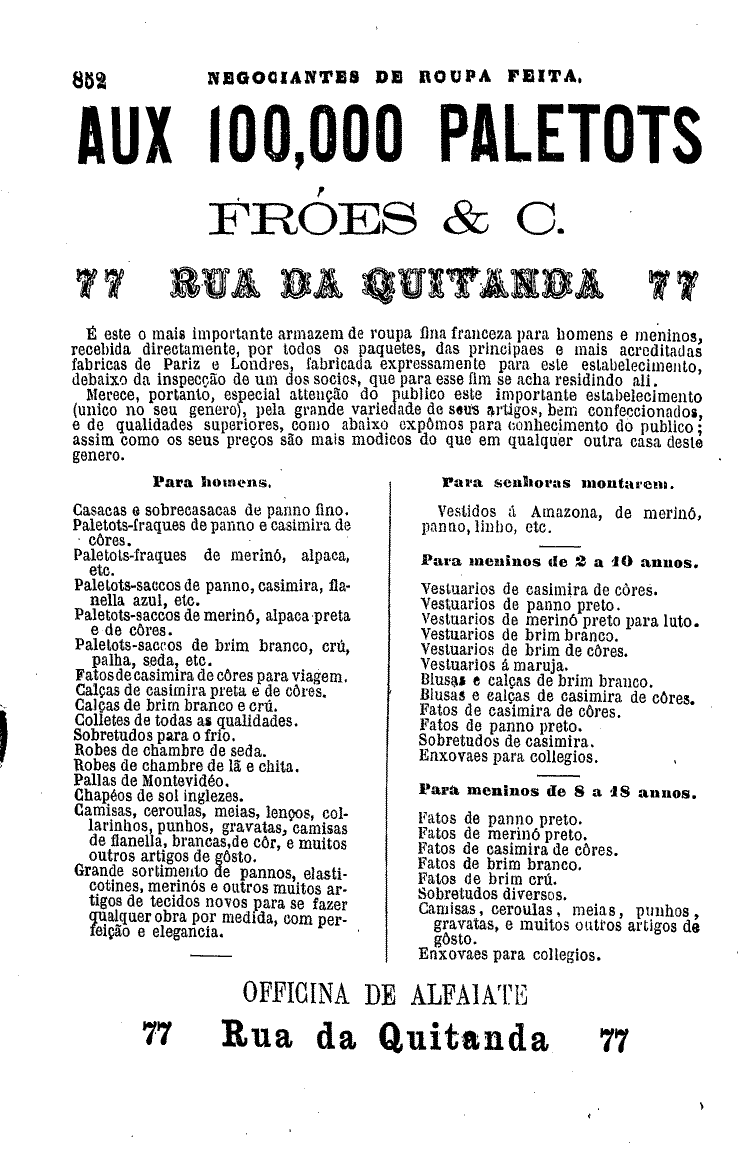 852 NEGOCIANTES DE ROUPA FEITA.
AUX 100,000 PALETOTS
FRÓES & C.
77 RUA DA QUITANDA 77
É este o mais importante armazem de roupa fina franceza para homens e meninos,
recebida directamente, por todos os paquetes, das principaes e mais acreditadas
fabricas de Pariz e Londres, fabricada expressamente para este estabelecimento,
debaixo da inspecção de um dos socios, que para esse fim se acha residindo ali.
Merece, portanto, especial attenção do publico este importante estabelecimento
(unico no seu genero), pela grande variedade de seus artigos, bem confeccionados,
e de qualidades superiores, como abaixo expômos para conhecimento do publico;
assim como os seus preços são mais modicos do que em qualquer outra casa deste
genero.
Para homens.
Casacas e sobrecasacas de panno fino.
Paletots-fraques de panno e casimira de
côres.
Paletots-fraques de merinó, alpaca,
etc.
Paletots-saccos de panno, casimira, fla-
nella azul, etc.
Paletots-saccos de merinó, alpaca preta
e de côres.
Paletots-saccos de brim branco, crú,
palha, seda, etc.
Fatos de casimira de côres para viagem.
Calças de casimira preta e de côres.
Calças de brim branco e crú.
Colletes de todas as qualidades.
Sobretudos para o frio.
Robes de chambre de seda.
Robes de chambre de lã e chita.
Pallas de Montevidéo.
Chapéos de sol inglezes.
Camisas, ceroulas, meias, lenços, col-
larinhos, punhos, gravatas, camisas
de flanella, brancas, de côr, e muitos
outros artigos de gôsto.
Grande sortimento de pannos, elasti-
cotines, merinós e outros muitos ar-
tigos de tecidos novos para se fazer
qualquer obra por medida, com per-
feição e elegancia.
Para senhoras montarem.
Vestidos á Amazona, de merinó,
panno, linho, etc.
Para meninos de 2 a 10 annos.
Vestuarios de casimira de côres.
Vestuarios de panno preto.
Vestuarios de merinó preto para luto.
Vestuarios de brim branco.
Vestuarios de brim de côres.
Vestuarios á maruja.
Blusas e calças de brim branco.
Blusas e calças de casimira de côres.
Fatos de casimira de côres.
Fatos de panno preto.
Sobretudos de casimira.
Enxovaes para collegios.
Para meninos de 8 a 18 annos.
Fatos de panno preto.
Fatos de merinó preto.
Fatos de casimira de côres.
Fatos de brim branco.
Fatos de brim crú.
Sobretudos diversos.
Camisas, ceroulas, meias, punhos,
gravatas, e muitos outros artigos de
gôsto.
Enxovaes para collegios.
OFFICINA DE ALFAIATE
77 Rua da Quitanda 77